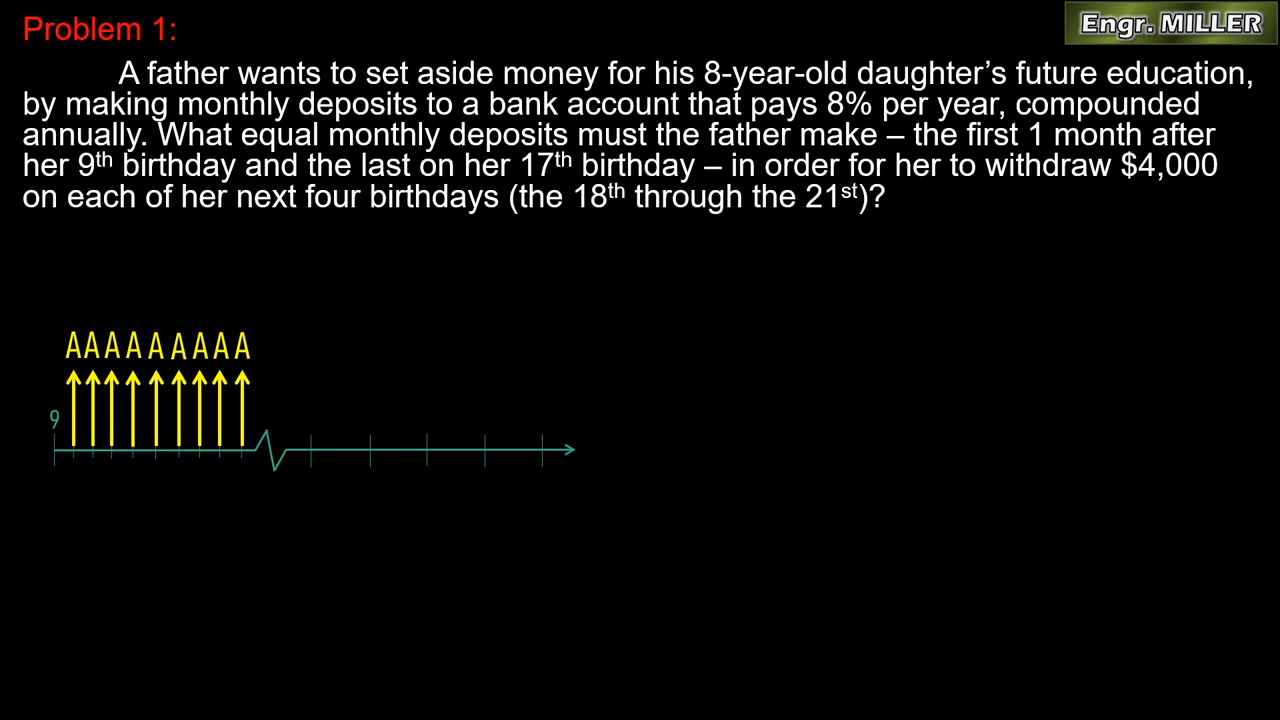 Problem 1:
Engr. MILLER
A father wants to set aside money for his 8-year-old daughter’s future education,
by making monthly deposits to a bank account that pays 8% per year, compounded
annually. What equal monthly deposits must the father make – the first 1 month after
her 9th birthday and the last on her 17th birthday – in order for her to withdraw $4,000
on each of her next four birthdays (the 18th through the 21st)?
A A A A A A A A A
9